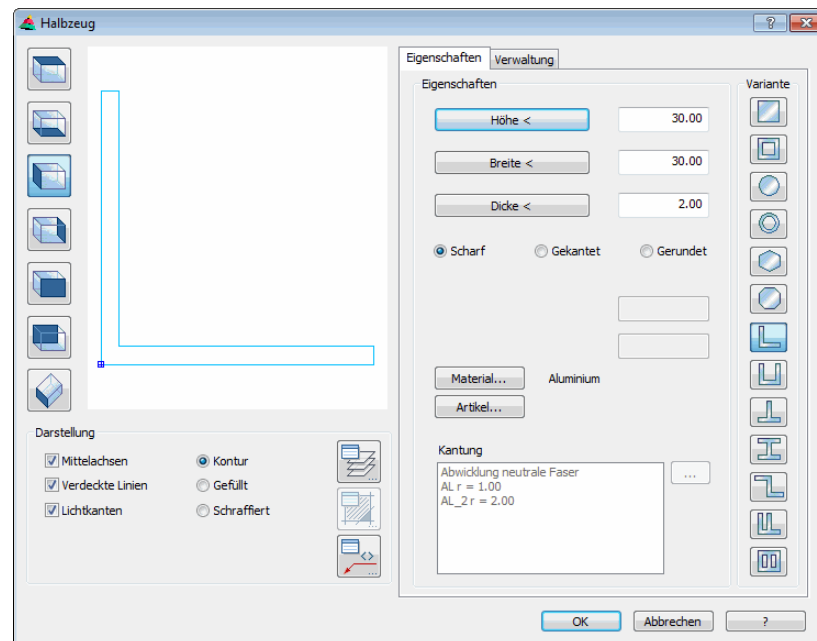 Halbzeug
?
Eigenschaften
Verwaltung
Eigenschaften
Variante
Höhe <
30.00
Breite <
30.00
Dicke <
2.00
Scharf
Gekantet
Gerundet
Material...
Aluminium
Artikel...
Darstellung
Mittelachsen
Kontur
Verdeckte Linien
Gefüllt
Lichtkanten
Schraffiert
...
...
<>
...
Kantung
Abwicklung neutrale Faser
AL r = 1.00
AL_2 r = 2.00
...
OK
Abbrechen
?